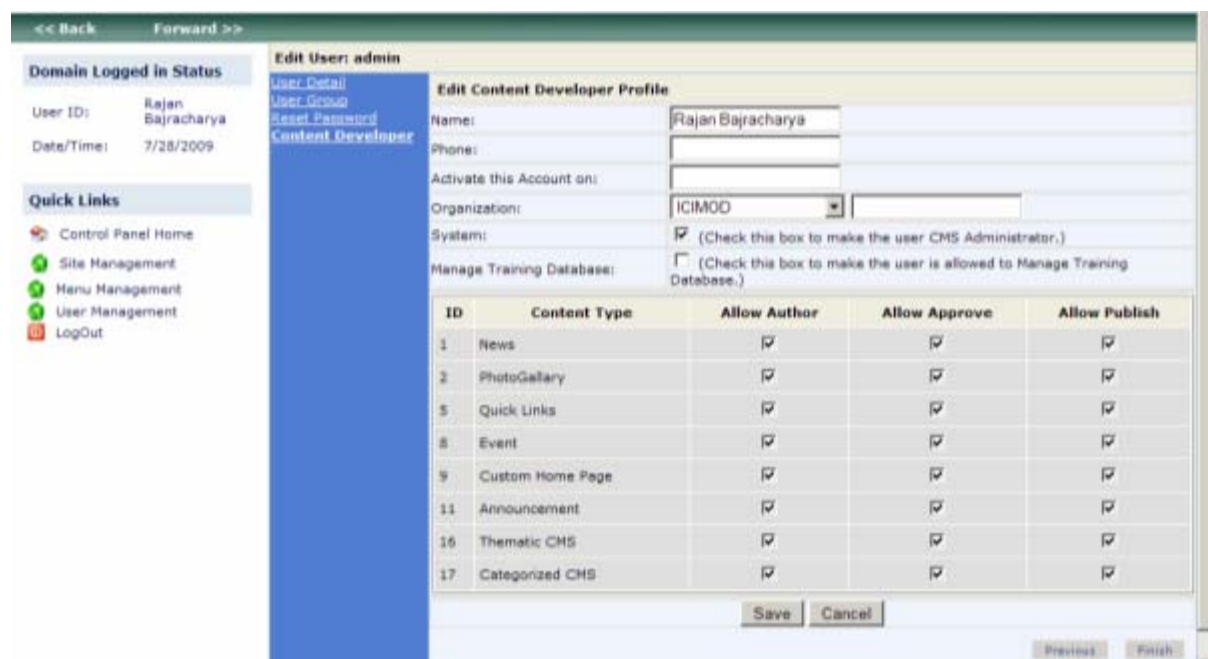 << Back Forward >>
Domain Logged in Status
User ID: Rajan Bajracharya
Date/Time: 7/28/2009
Quick Links
Control Panel Home
Site Management
Menu Management
User Management
LogOut
Edit User: admin
User Detail
User Group
Reset Password
Content Developer
Edit Content Developer Profile
Name: Rajan Bajracharya
Phone:
Activate this Account on:
Organization: ICIMOD
System: (Check this box to make the user CMS Administrator.)
Manage Training Database: (Check this box to make the user is allowed to Manage Training
Database.)
ID Content Type Allow Author Allow Approve Allow Publish
1 News
2 PhotoGallary
5 Quick Links
8 Event
9 Custom Home Page
11 Announcement
16 Thematic CMS
17 Categorized CMS
Save Cancel
Previous Finish